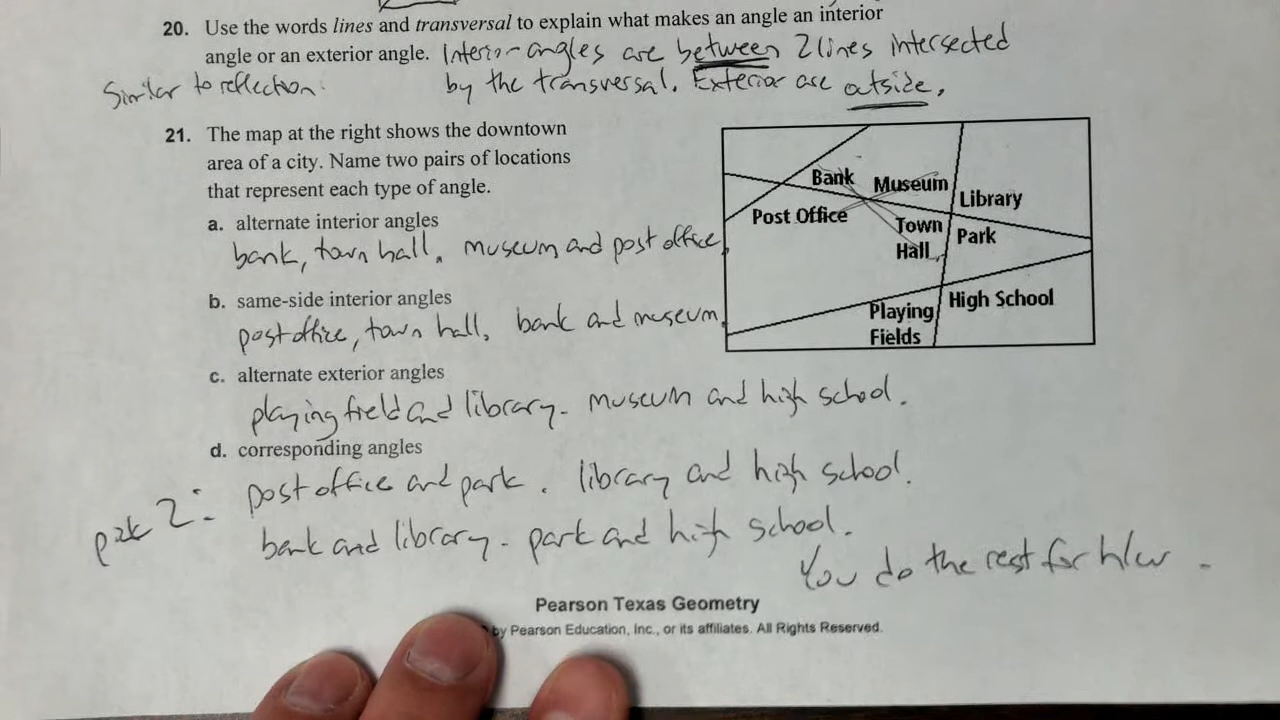 20. Use the words lines and transversal to explain what makes an angle an interior
angle or an exterior angle. Interior angles are between 2 lines intersected
Similar to reflection: by the transversal. Exterior are outside.
21. The map at the right shows the downtown
area of a city. Name two pairs of locations
that represent each type of angle.
a. alternate interior angles
bank, town hall. museum and post office.
b. same-side interior angles
post office, town hall. bank and museum.
c. alternate exterior angles
playing field and library. museum and high school.
d. corresponding angles
post office and park. library and high school.
pick 2: bank and library. park and high school.
You do the rest for h/w.
Bank
Museum
Library
Post Office
Town
Hall
Park
High School
Playing
Fields
Pearson Texas Geometry
by Pearson Education, Inc., or its affiliates. All Rights Reserved.